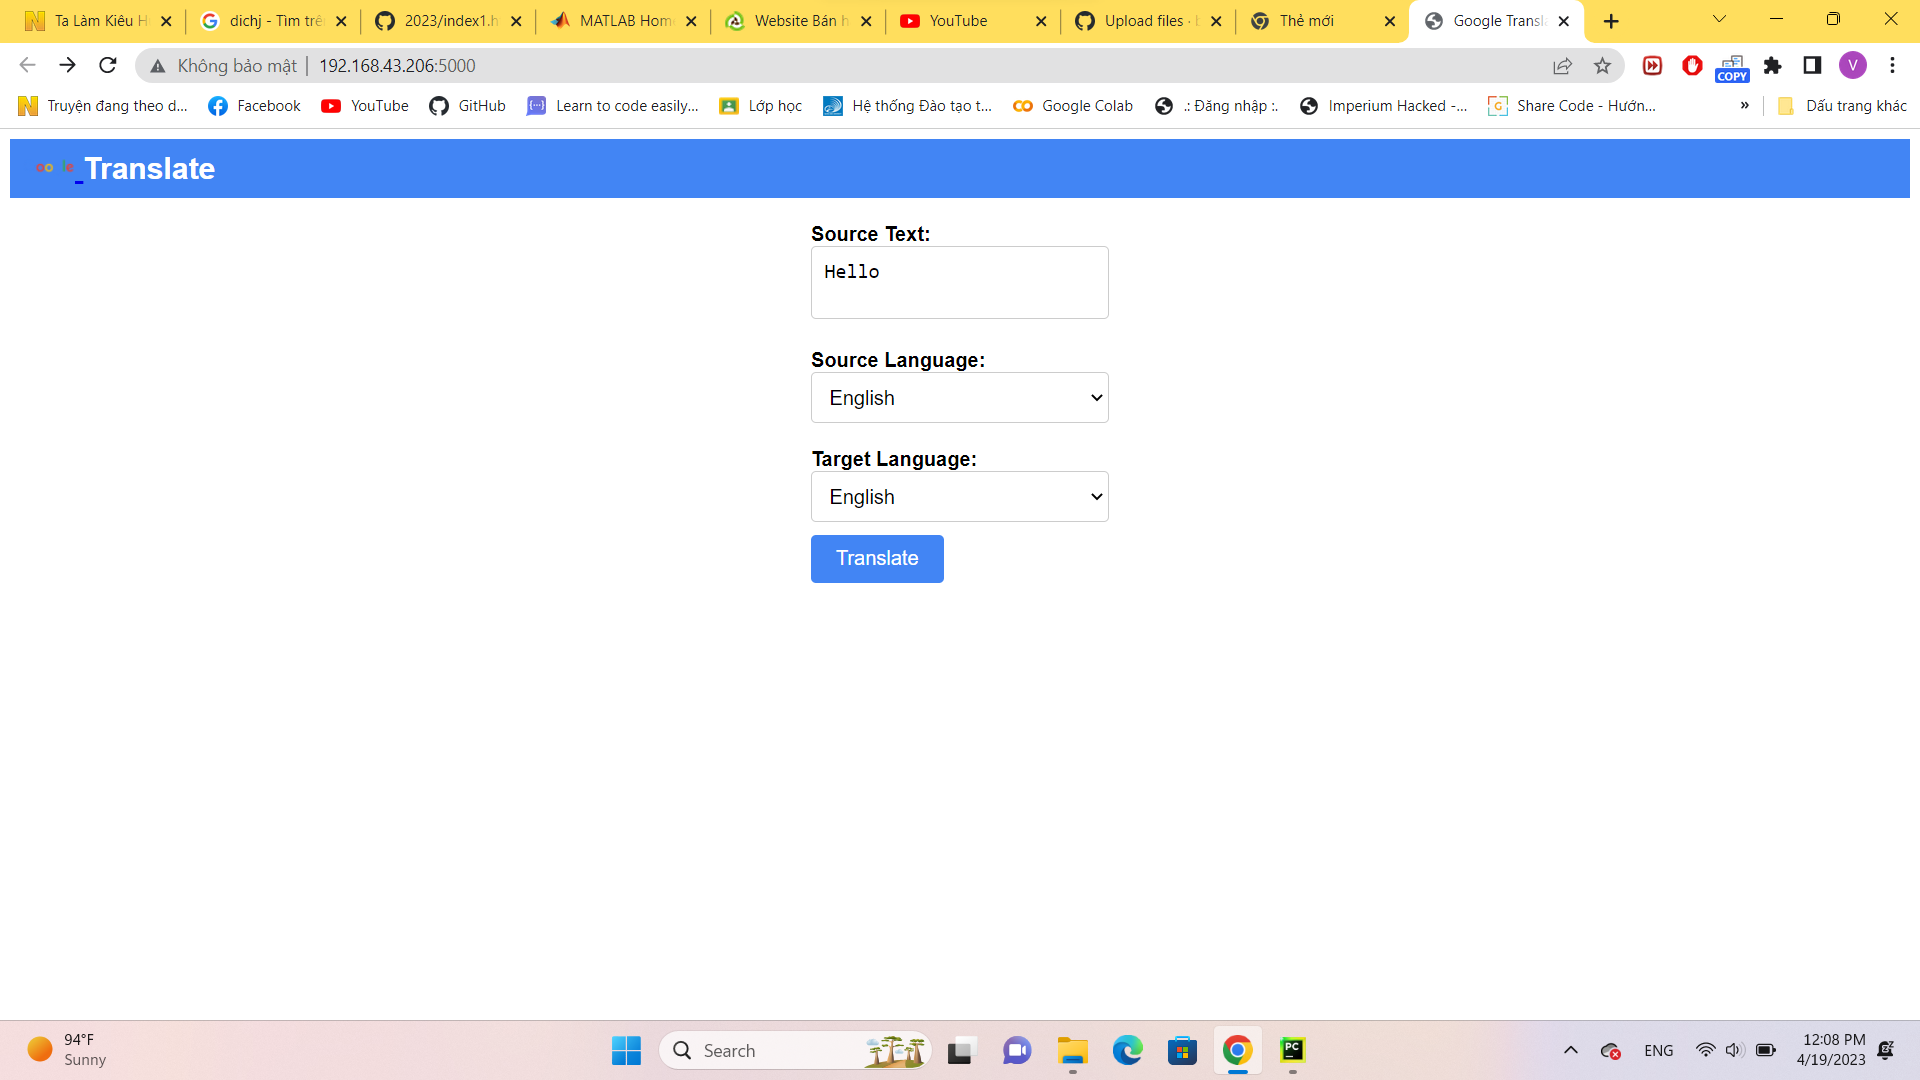 Ta Làm Kiêu H
dichj - Tìm trê
2023/index1.h
MATLAB Hom
Website Bán h
YouTube
Upload files · b
Thẻ mới
Google Transl
Không bảo mật
192.168.43.206:5000
COPY
V
Truyện đang theo d...
Facebook
YouTube
GitHub
Learn to code easily...
Lớp học
Hệ thống Đào tạo t...
Google Colab
.: Đăng nhập :.
Imperium Hacked -...
Share Code - Hướn...
»
Dấu trang khác
Translate
Source Text:
Hello
Source Language:
English
Target Language:
English
Translate
94°F
Sunny
Search
PC
ENG
12:08 PM
4/19/2023